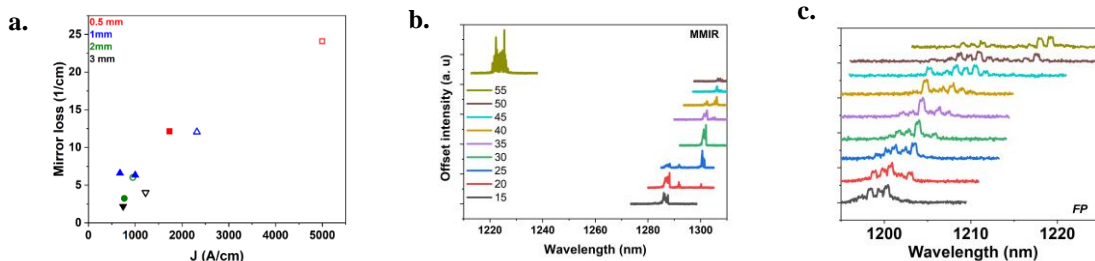 a.
0.5 mm
1mm
2mm
3 mm
Mirror loss (1/cm)
25
20
15
10
5
0
0 1000 2000 3000 4000 5000
J (A/cm)
b.
MMIR
Offset intensity (a. u)
55
50
45
40
35
30
25
20
15
1220 1240 1260 1280 1300
Wavelength (nm)
c.
FP
1200 1210 1220
Wavelength (nm)